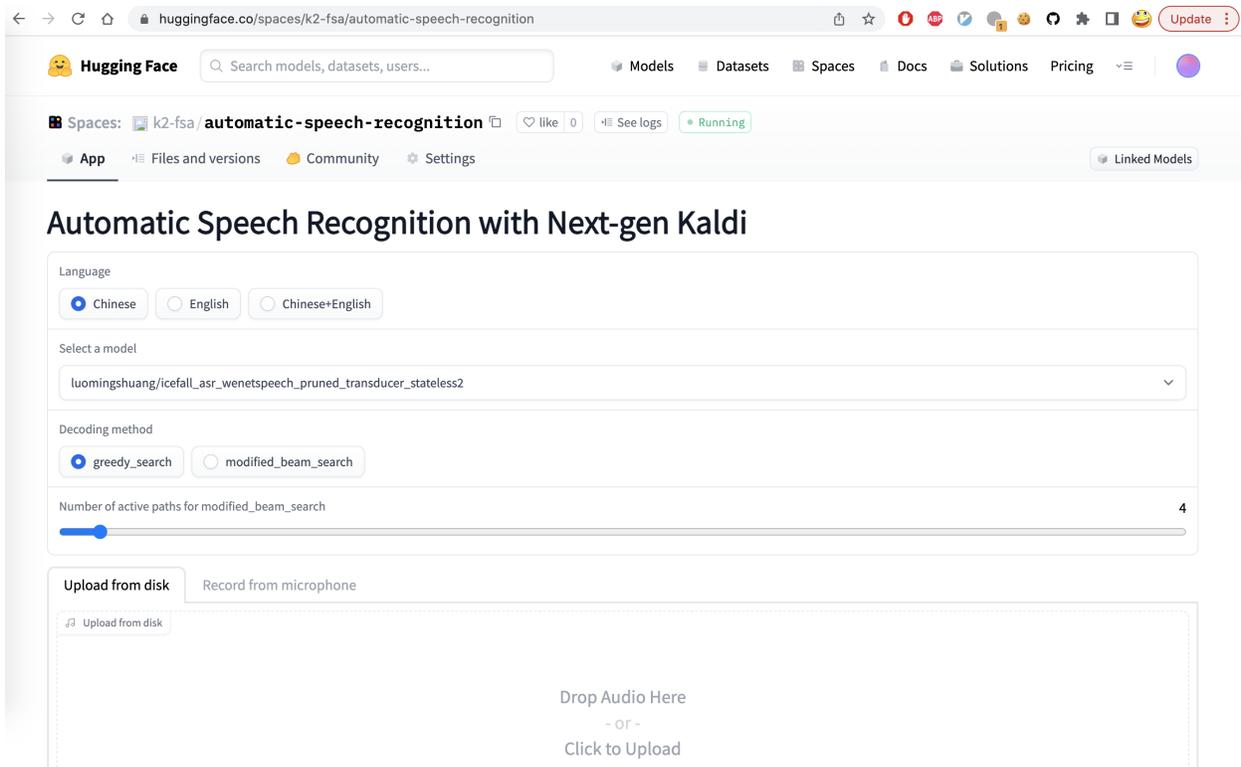 huggingface.co/spaces/k2-fsa/automatic-speech-recognition ABP 1 Update
Hugging Face Search models, datasets, users... Models Datasets Spaces Docs Solutions Pricing
Spaces: k2-fsa/automatic-speech-recognition like 0 See logs Running
App Files and versions Community Settings Linked Models
Automatic Speech Recognition with Next-gen Kaldi
Language
Chinese English Chinese+English
Select a model
luomingshuang/icefall_asr_wenetspeech_pruned_transducer_stateless2
Decoding method
greedy_search modified_beam_search
Number of active paths for modified_beam_search 4
Upload from disk Record from microphone
Upload from disk
Drop Audio Here
- or -
Click to Upload